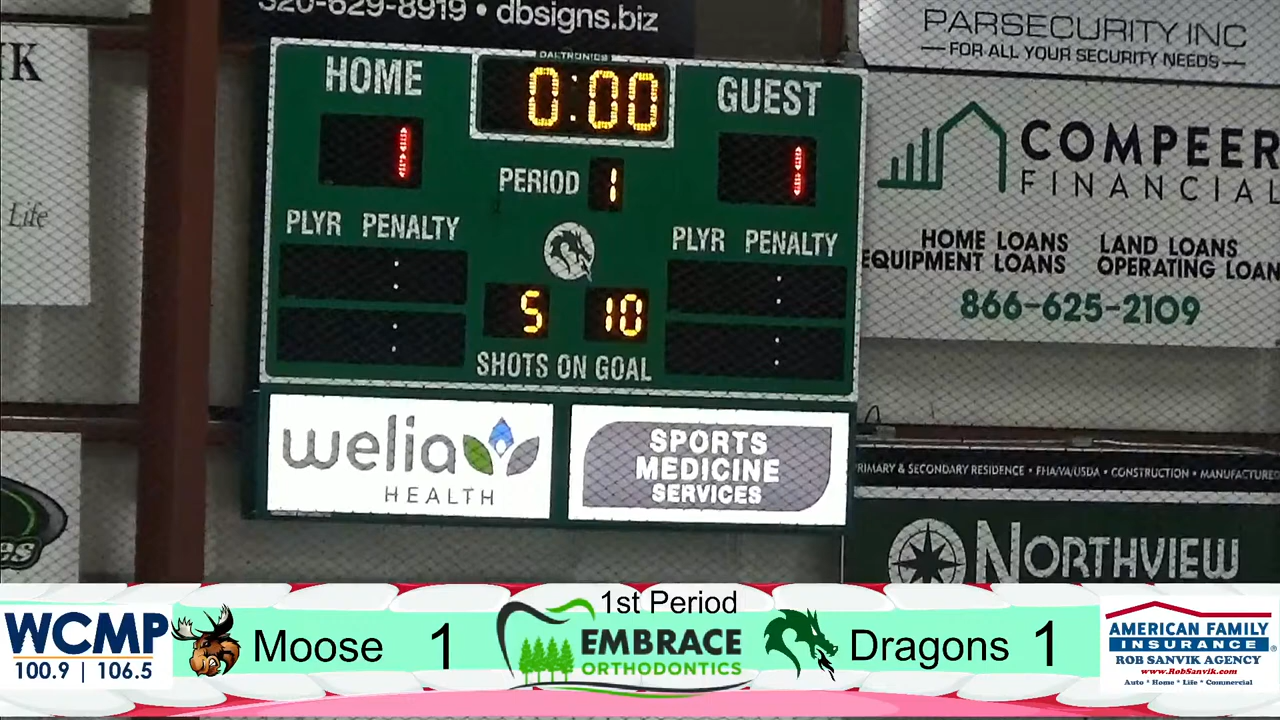 320-629-8919 • dbsigns.biz
DAKTRONICS
HOME
0:00
GUEST
1
PERIOD 1
1
PLYR PENALTY
PLYR PENALTY
:
:
:
:
5 10
SHOTS ON GOAL
welia
HEALTH
SPORTS
MEDICINE
SERVICES
Life
PARSECURITY INC
—FOR ALL YOUR SECURITY NEEDS—
COMPEER
FINANCIAL
HOME LOANS LAND LOANS
EQUIPMENT LOANS OPERATING LOAN
866-625-2109
RIMARY & SECONDARY RESIDENCE • FHA/VA/USDA • CONSTRUCTION • MANUFACTURE
NORTHVIEW
WCMP
100.9 | 106.5
Moose 1
1st Period
EMBRACE
ORTHODONTICS
Dragons 1
AMERICAN FAMILY
INSURANCE
ROB SANVIK AGENCY
www.RobSanvik.com
Auto * Home * Life * Commercial